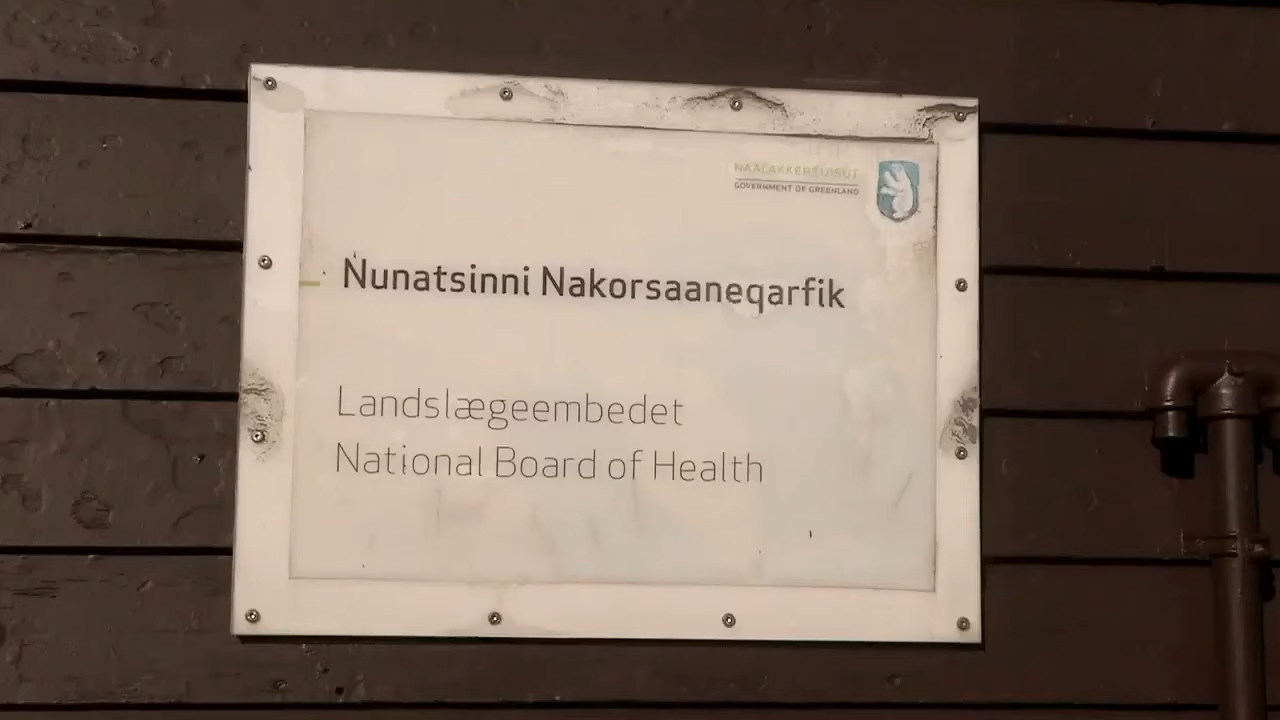 NAALAKKERSUISUT
GOVERNMENT OF GREENLAND
Nunatsinni Nakorsaaneqarfik
Landslægeembedet
National Board of Health